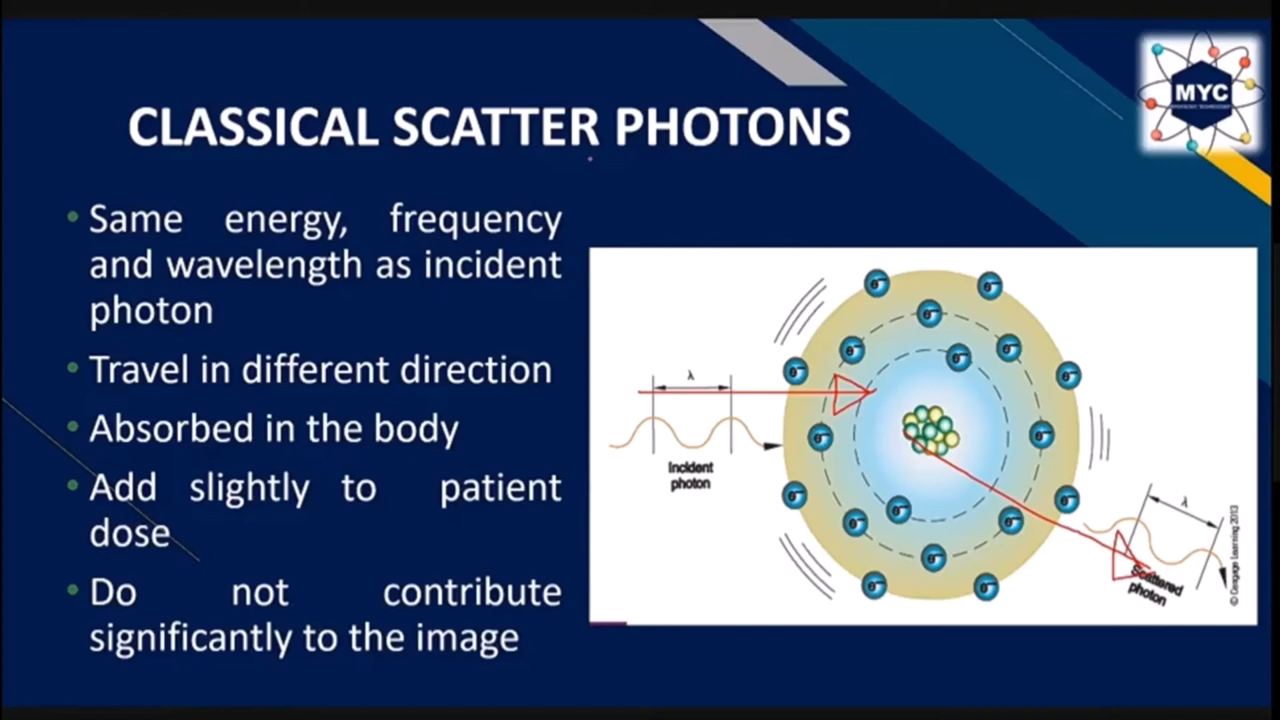 MYC
CLASSICAL SCATTER PHOTONS
• Same energy, frequency
and wavelength as incident
photon
• Travel in different direction
• Absorbed in the body
• Add slightly to patient
dose
• Do not contribute
significantly to the image
λ
Incident
photon
λ
Scattered
photon
© Cengage Learning 2013